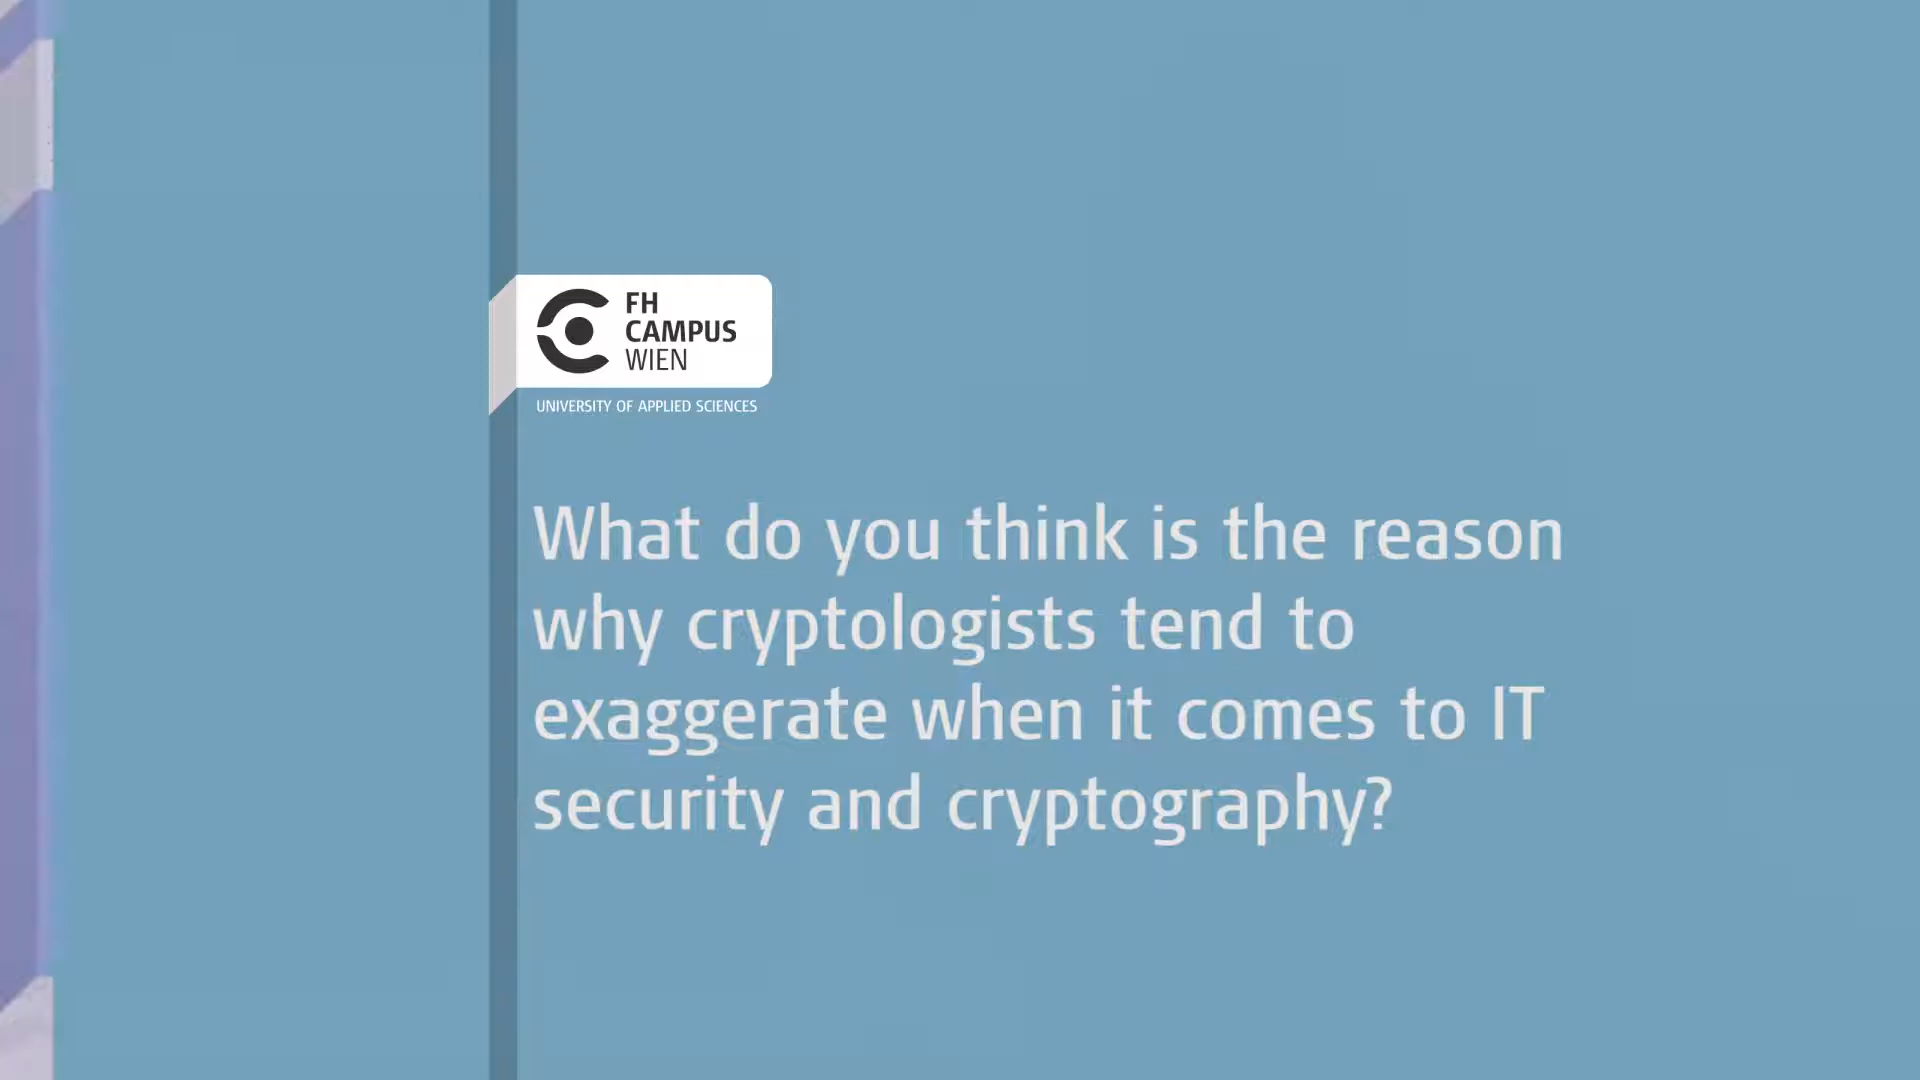 FH
CAMPUS
WIEN
UNIVERSITY OF APPLIED SCIENCES
What do you think is the reason
why cryptologists tend to
exaggerate when it comes to IT
security and cryptography?